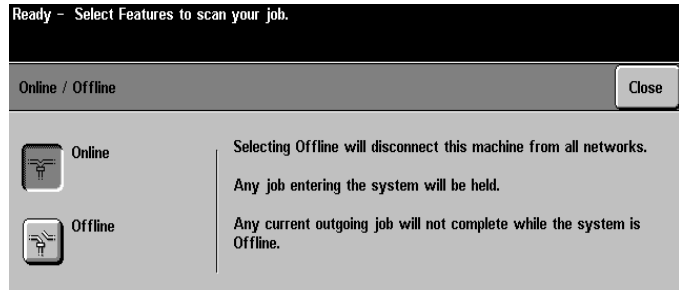 Ready - Select Features to scan your job.
Online / Offline
Close
Online
Selecting Offline will disconnect this machine from all networks.
Any job entering the system will be held.
Offline
Any current outgoing job will not complete while the system is
Offline.